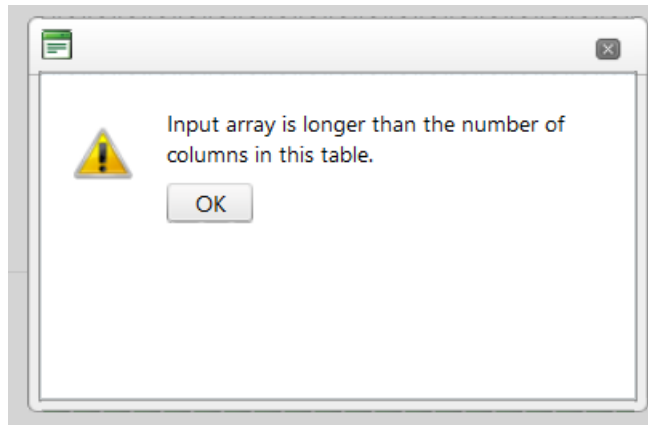 Input array is longer than the number of
columns in this table.
OK